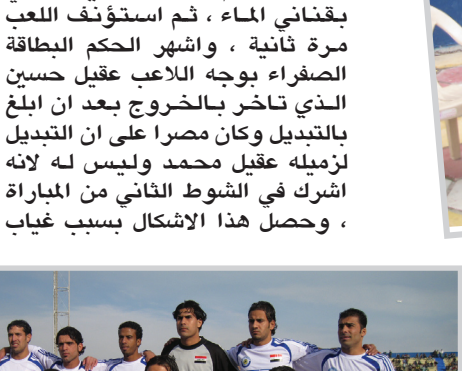 بقناني الماء ، ثم استؤنف اللعب
مرة ثانية ، واشهر الحكم البطاقة
الصفراء بوجه اللاعب عقيل حسين
الذي تاخر بالخروج بعد ان ابلغ
بالتبديل وكان مصرا على ان التبديل
لزميله عقيل محمد وليس له لانه
اشرك في الشوط الثاني من المباراة
، وحصل هذا الاشكال بسبب غياب